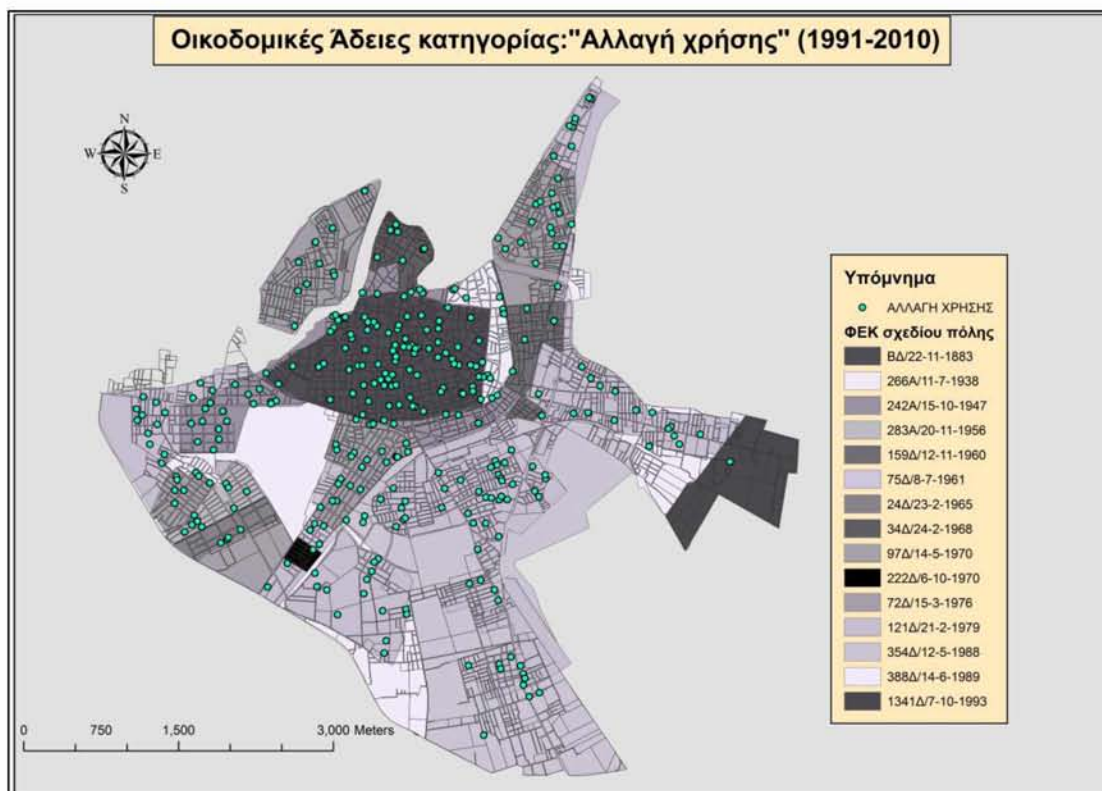 Οικοδομικές Άδειες κατηγορίας:"Αλλαγή χρήσης" (1991-2010)
N
W E
S
Υπόμνημα
ΑΛΛΑΓΗ ΧΡΗΣΗΣ
ΦΕΚ σχεδίου πόλης
ΒΔ/22-11-1883
266Α/11-7-1938
242Α/15-10-1947
283Α/20-11-1956
159Δ/12-11-1960
75Δ/8-7-1961
24Δ/23-2-1965
34Δ/24-2-1968
97Δ/14-5-1970
222Δ/6-10-1970
72Δ/15-3-1976
121Δ/21-2-1979
354Δ/12-5-1988
388Δ/14-6-1989
1341Δ/7-10-1993
0 750 1,500 3,000 Meters